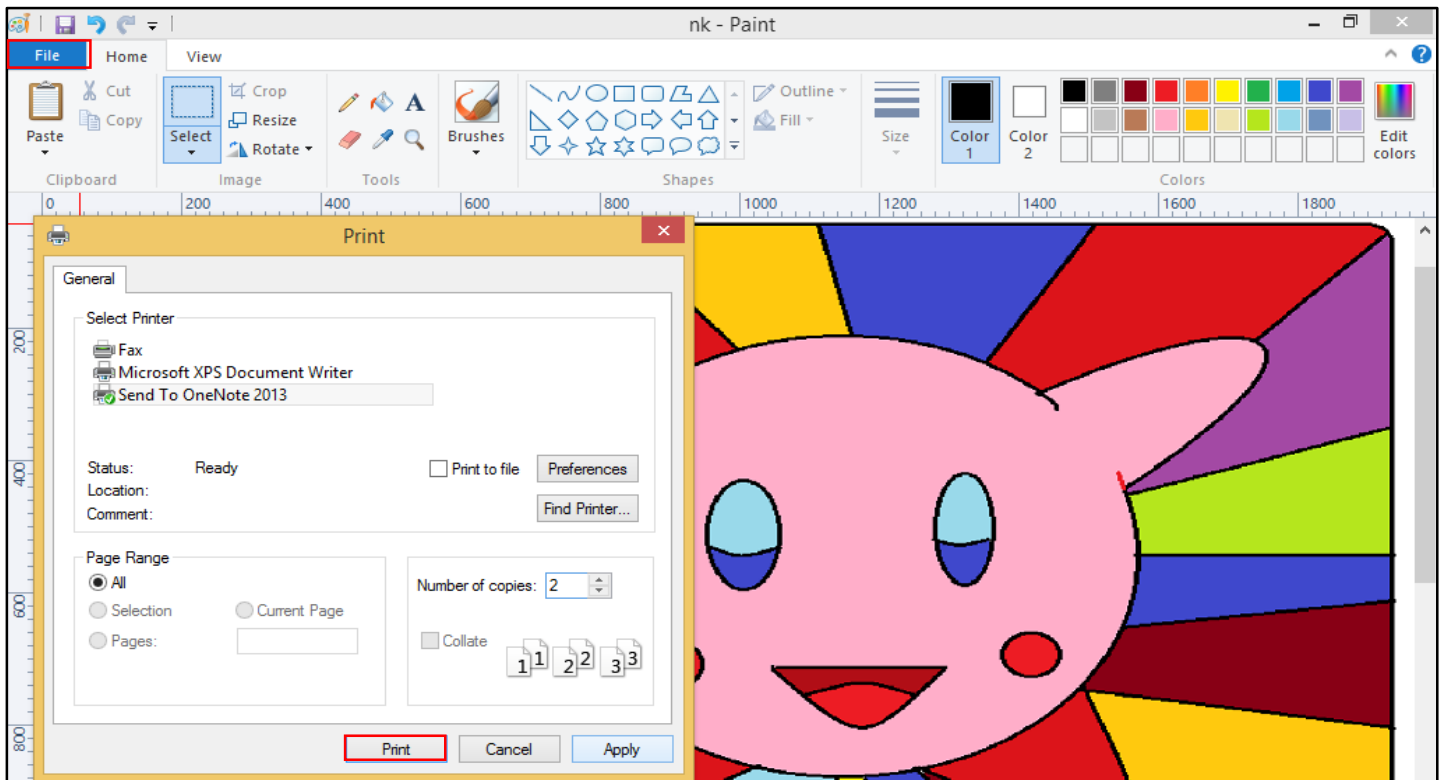 nk - Paint
File Home View
Paste
Cut
Copy
Clipboard
Select
Crop
Resize
Rotate
Image
A
Tools
Brushes
Shapes
Outline
Fill
Size
Color 1
Color 2
Edit colors
Colors
0 200 400 600 800 1000 1200 1400 1600 1800
200
400
600
800
Print
General
Select Printer
Fax
Microsoft XPS Document Writer
Send To OneNote 2013
Status: Ready
Print to file
Preferences
Location:
Comment:
Find Printer...
Page Range
All
Selection
Current Page
Pages:
Number of copies: 2
Collate
1 1 2 2 3 3
Print
Cancel
Apply